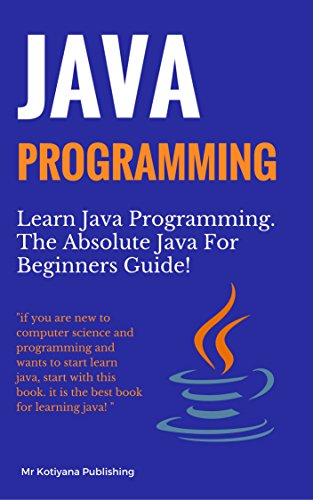 JAVA
PROGRAMMING
Learn Java Programming.
The Absolute Java For
Beginners Guide!
"if you are new to
computer science and
programming and
wants to start learn
java, start with this
book. it is the best book
for learning java! "
Mr Kotiyana Publishing